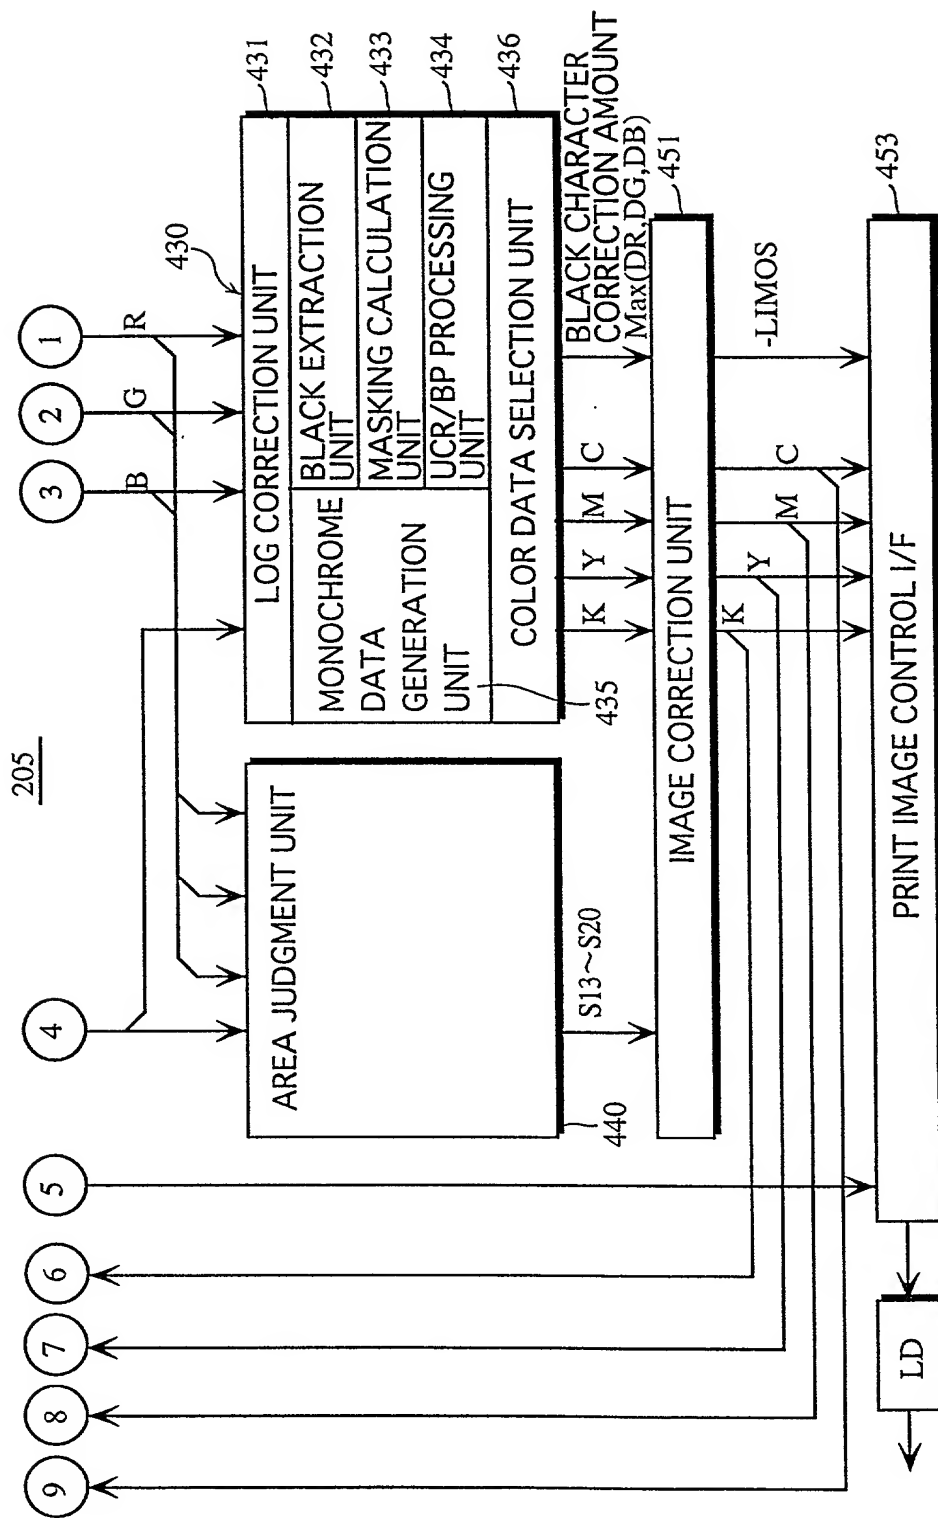 205
1
2
3
4
5
6
7
8
9
R
G
B
430
LOG CORRECTION UNIT
431
BLACK EXTRACTION
UNIT
432
MASKING CALCULATION
UNIT
433
UCR/BP PROCESSING
UNIT
434
MONOCHROME
DATA
GENERATION
UNIT
435
COLOR DATA SELECTION UNIT
436
AREA JUDGMENT UNIT
440
S13~S20
K
Y
M
C
BLACK CHARACTER
CORRECTION AMOUNT
Max(DR,DG,DB)
IMAGE CORRECTION UNIT
451
K
Y
M
C
-LIMOS
PRINT IMAGE CONTROL I/F
453
LD